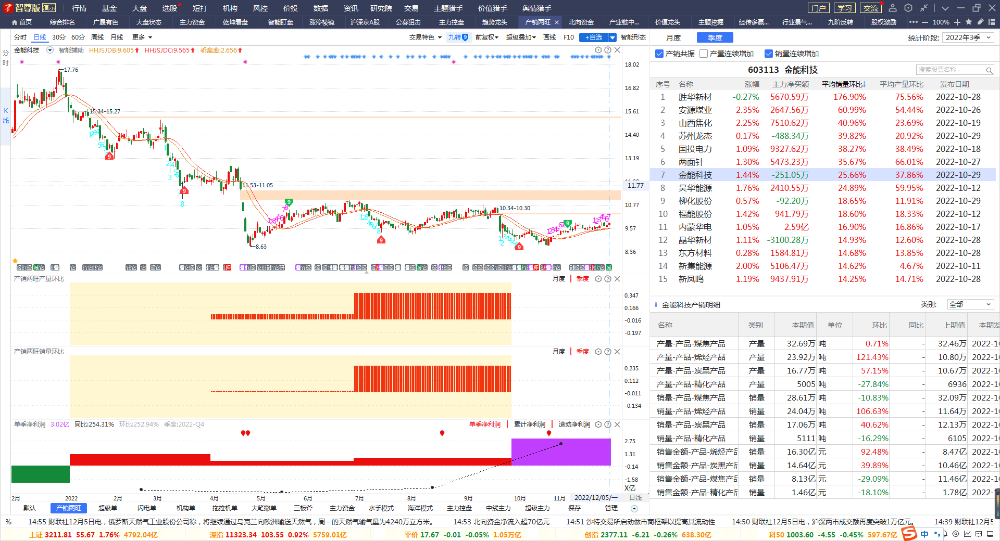 智尊版 演示 行情 基金 大盘 选股 短打 机构 风控 价投 数据 资讯 研究院 交易 主题猎手 价值猎手 舆情猎手 门户 学习 交流
首页 综合排名 广晟有色 大盘状态 主力资金 乾坤看盘 智能盯盘 涨停棱镜 沪深京A股 公募狙击 主力控盘 趋势龙头 产销两旺 × 北向资金 产业链中... 价值龙头 主题挖掘 经传多赢... 行业景气... 九阶反转 股权激励 ••• — 100% +
分时 日线 30分 60分 周线 月线 更多 交易特色 九转9 前复权 超级叠加 画线 F10 +自选 智能形态
月度 季度 统计阶段: 2022年3季
分时
K线
金能科技 智能辅助 HHJSJDB:9.605 HHJSJDC:9.565 乖离率:2.656
产销共振 产量连续增加 销量连续增加
603113 金能科技 搜索股票名称
17.76
15.34-15.27
11.53-11.05
10.34-10.30
8.63
18.02
16.82
15.61
14.40
13.19
11.77
10.77
9.57
8.36
序号 名称 涨幅 主力净买额 平均销量环比↓ 平均产量环比 发布日期
1 胜华新材 -0.27% 5670.59万 176.90% 75.56% 2022-10-28
2 安源煤业 2.35% 2647.56万 60.99% 54.44% 2022-10-26
3 山西焦化 2.25% 7510.62万 40.96% 23.69% 2022-10-19
4 苏州龙杰 0.17% -488.34万 39.82% 20.92% 2022-10-29
5 国投电力 1.09% 9327.62万 38.27% 38.49% 2022-10-18
6 两面针 1.30% 5473.23万 35.67% 66.01% 2022-10-27
7 金能科技 1.44% -251.05万 25.66% 37.86% 2022-10-29
8 昊华能源 1.76% 2410.55万 24.89% 59.95% 2022-10-12
9 柳化股份 0.57% -92.20万 18.65% 11.91% 2022-10-29
10 福能股份 1.42% 941.79万 18.60% 18.33% 2022-10-12
11 内蒙华电 1.05% 2.59亿 16.90% 16.86% 2022-10-17
12 晶华新材 1.11% -3100.28万 14.93% 12.60% 2022-10-28
13 东方材料 0.28% 1584.81万 14.68% 13.85% 2022-10-28
14 新集能源 2.00% 5106.47万 14.62% 4.67% 2022-10-11
15 新凤鸣 1.19% 9437.91万 14.25% 14.71% 2022-10-28
产销两旺产量环比 月度 季度
0.347
0.166
-0.016
-0.197
产销两旺销量环比 月度 季度
0.235
0.112
-0.011
-0.134
单季净利润 3.02亿 同比:254.31% 环比:252.94% 季度:2022-Q4 单季净利润 累计净利润 滚动净利润
2.75
1.31
-0.14
-1.58
X亿
2月 2022 2月 3月 4月 5月 6月 7月 8月 9月 10月 11月 2022/12/05/一 日线
默认 产销两旺 超级单 闪电单 机构单 拖拉机单 大笔撤单 三板斧 主力资金 水手模式 海洋模式 主力控盘 中线主力 超级主力 保存 管理
金能科技产销明细 类别: 全部
名称 类别 本期值 单位 环比 同比 上期值 本期发
产量-产品-煤焦产品 产量 32.69万 吨 0.71% - 32.46万 2022-10
产量-产品-烯烃产品 产量 23.92万 吨 121.43% - 10.80万 2022-10
产量-产品-炭黑产品 产量 16.77万 吨 57.15% - 10.67万 2022-10
产量-产品-精化产品 产量 5005 吨 -27.84% - 6936 2022-10
销量-产品-煤焦产品 销量 28.61万 吨 -10.83% - 32.09万 2022-10
销量-产品-烯烃产品 销量 24.04万 吨 106.63% - 11.64万 2022-10
销量-产品-炭黑产品 销量 17.06万 吨 40.62% - 12.13万 2022-10
销量-产品-精化产品 销量 5111 吨 -16.29% - 6105 2022-10
销售金额-产品-烯烃产品 销量 16.30亿 元 92.48% - 8.47亿 2022-10
销售金额-产品-炭黑产品 销量 14.64亿 元 39.89% - 10.46亿 2022-10
销售金额-产品-煤焦产品 销量 8.13亿 元 -29.09% - 11.46亿 2022-10
销售金额-产品-精化产品 销量 1.46亿 元 -18.10% - 1.78亿 2022-1
% 14:55 财联社12月5日电，俄罗斯天然气工业股份公司称，将继续通过乌克兰向欧洲输送天然气，周一的天然气输气量为4240万立方米。 14:53 北向资金净流入超70亿元 14:51 沙特交易所启动做市商框架以提高其流动性 14:50 财联社12月5日电，沪深两市成交额再度突破1万亿元。 14:39 财联社12月5
上证 3211.81 55.67 1.76% 4792.04亿 深指 11323.34 103.55 0.92% 5759.01亿 平价 17.67 -0.01 -0.05% 1.05万亿 创指 2377.11 -6.21 -0.26% 638.30亿 科50 1003.60 -4.55 -0.45% 597.67亿 中